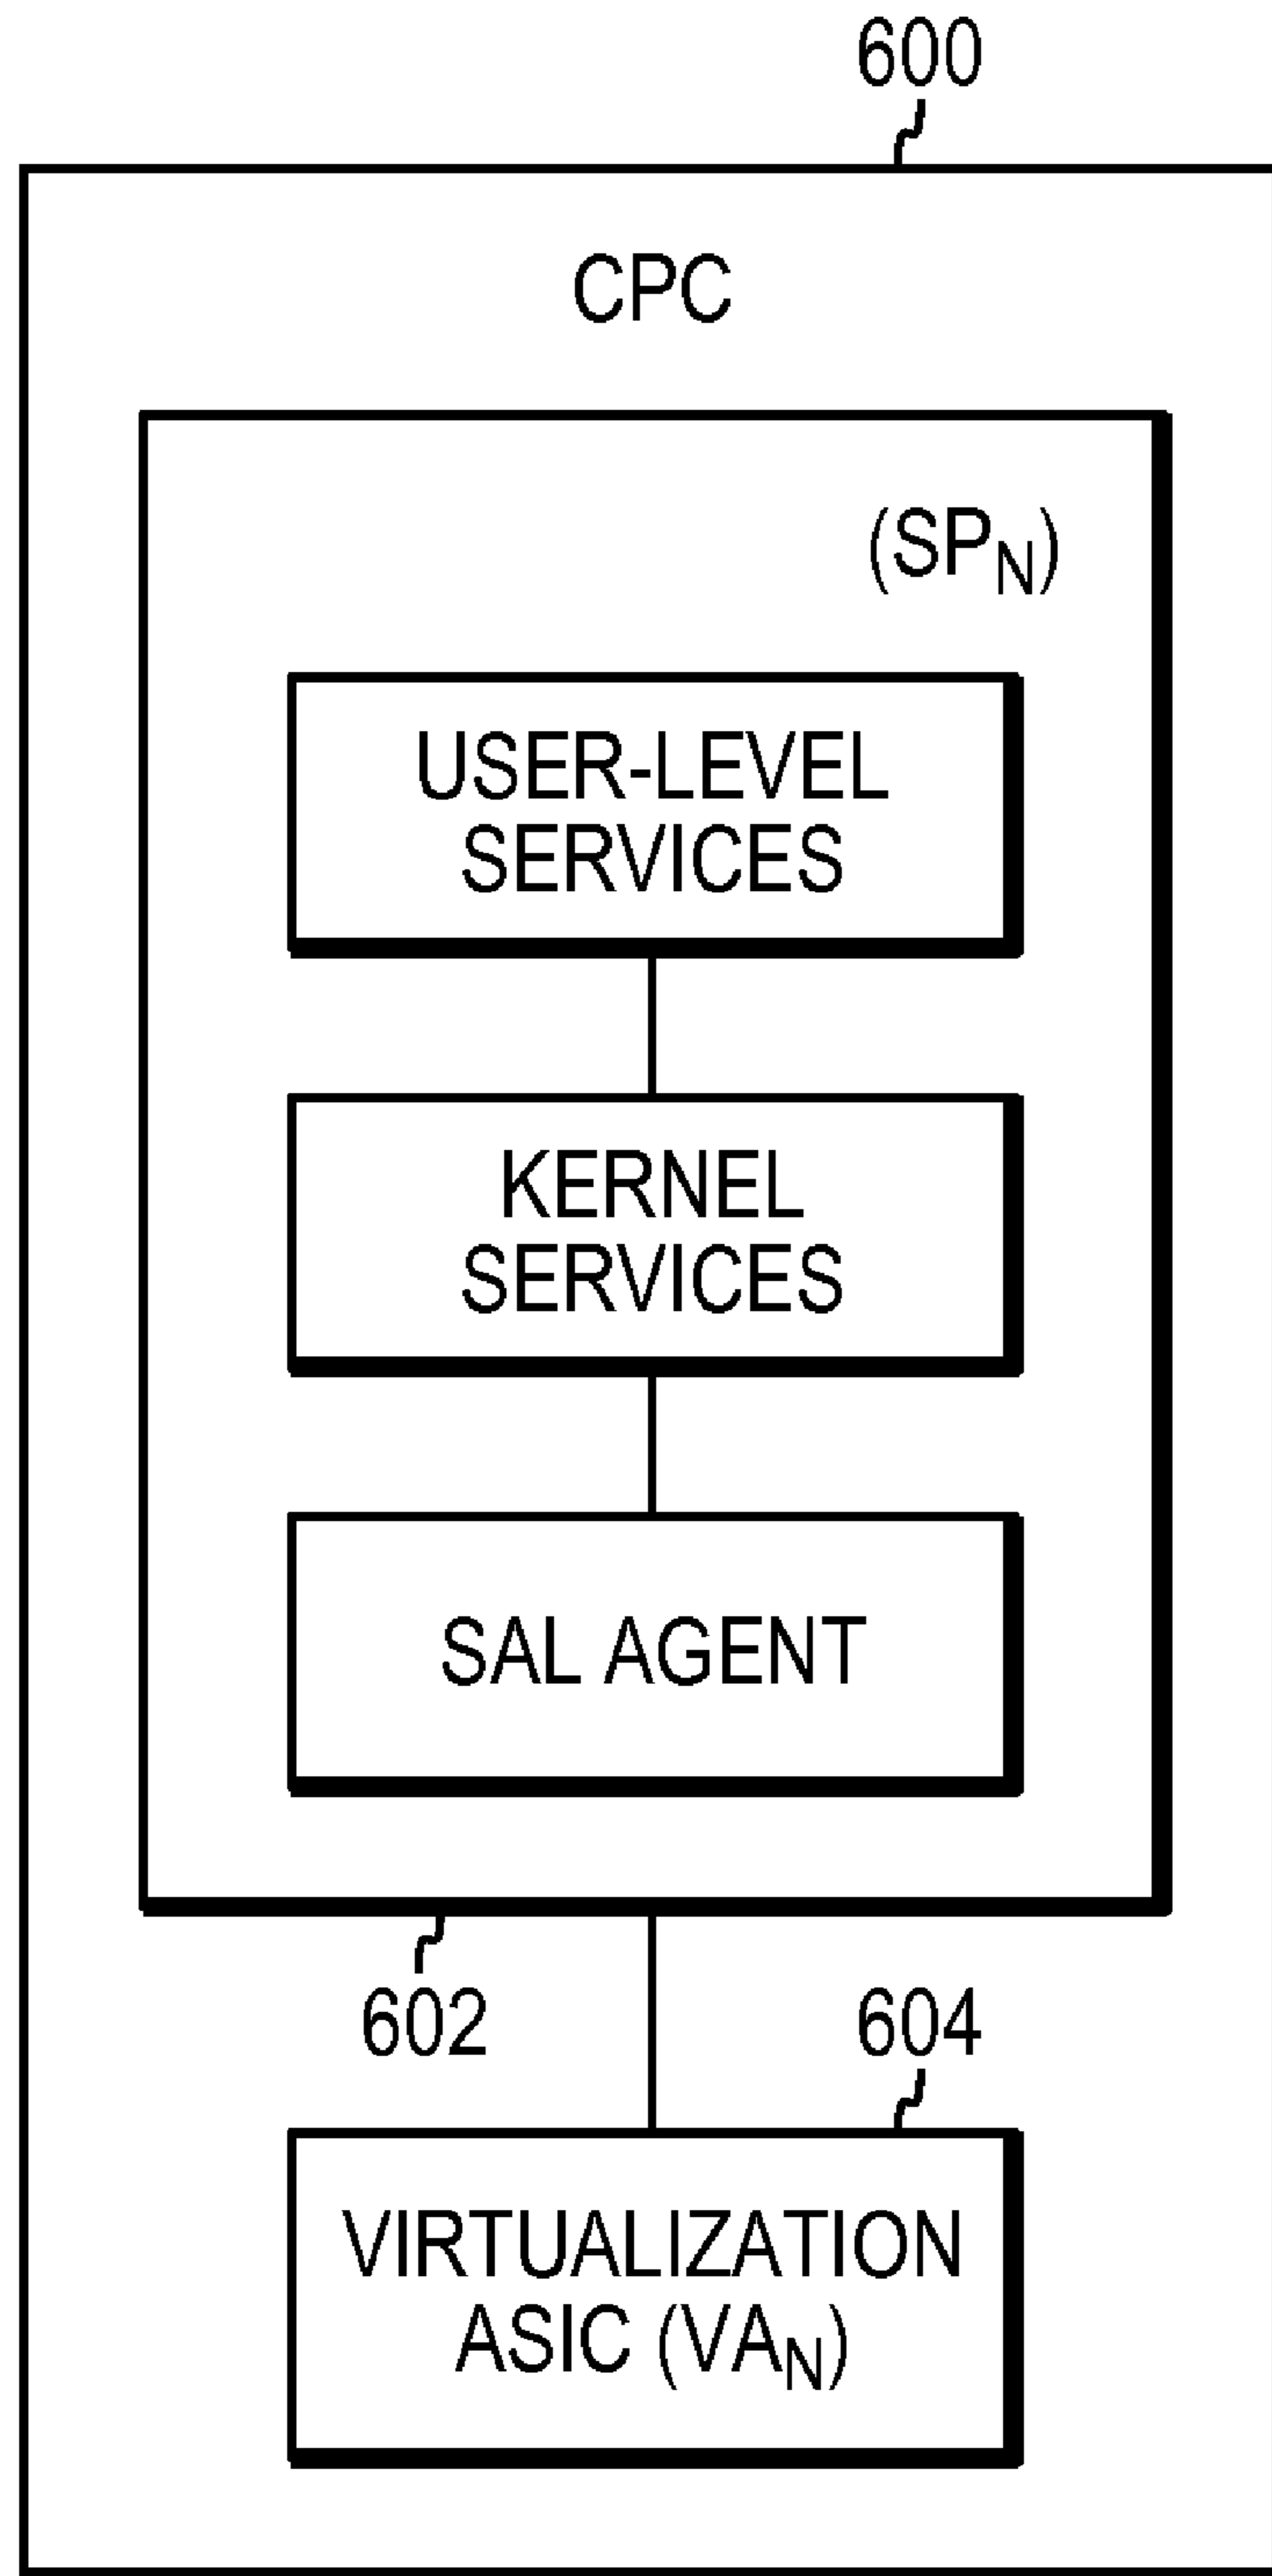 600
CPC
(SPN)
USER-LEVEL
SERVICES
KERNEL
SERVICES
SAL AGENT
602
604
VIRTUALIZATION
ASIC (VAN)